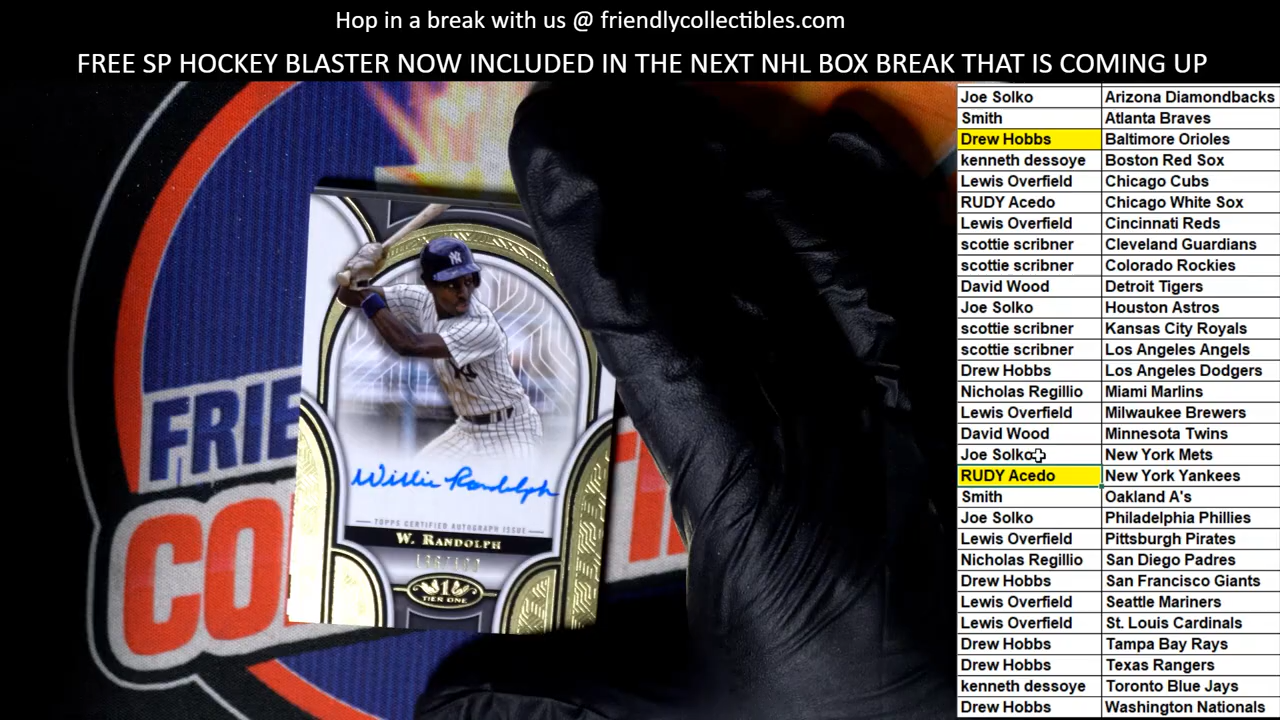 Hop in a break with us @ friendlycollectibles.com
FREE SP HOCKEY BLASTER NOW INCLUDED IN THE NEXT NHL BOX BREAK THAT IS COMING UP
Joe Solko Arizona Diamondbacks
Smith Atlanta Braves
Drew Hobbs Baltimore Orioles
kenneth dessoye Boston Red Sox
Lewis Overfield Chicago Cubs
RUDY Acedo Chicago White Sox
Lewis Overfield Cincinnati Reds
scottie scribner Cleveland Guardians
scottie scribner Colorado Rockies
David Wood Detroit Tigers
Joe Solko Houston Astros
scottie scribner Kansas City Royals
scottie scribner Los Angeles Angels
Drew Hobbs Los Angeles Dodgers
Nicholas Regillio Miami Marlins
Lewis Overfield Milwaukee Brewers
David Wood Minnesota Twins
Joe Solko New York Mets
RUDY Acedo New York Yankees
Smith Oakland A's
Joe Solko Philadelphia Phillies
Lewis Overfield Pittsburgh Pirates
Nicholas Regillio San Diego Padres
Drew Hobbs San Francisco Giants
Lewis Overfield Seattle Mariners
Lewis Overfield St. Louis Cardinals
Drew Hobbs Tampa Bay Rays
Drew Hobbs Texas Rangers
kenneth dessoye Toronto Blue Jays
Drew Hobbs Washington Nationals
FRIE
CO
NY
Willie Randolph
TOPPS CERTIFIED AUTOGRAPH ISSUE
W. RANDOLPH
1
TIER ONE